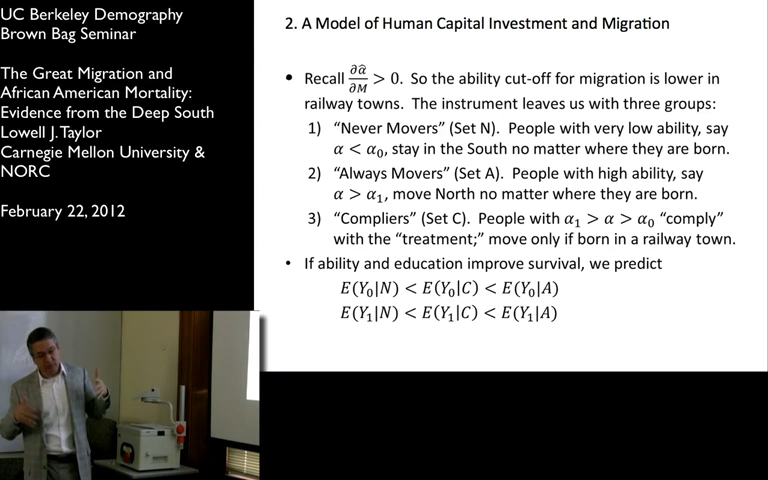 UC Berkeley Demography
Brown Bag Seminar
The Great Migration and
African American Mortality:
Evidence from the Deep South
Lowell J.Taylor
Carnegie Mellon University &
NORC
February 22, 2012
2. A Model of Human Capital Investment and Migration
• Recall ∂α̂/∂M > 0. So the ability cut-off for migration is lower in
railway towns. The instrument leaves us with three groups:
1) “Never Movers” (Set N). People with very low ability, say
α < α₀, stay in the South no matter where they are born.
2) “Always Movers” (Set A). People with high ability, say
α > α₁, move North no matter where they are born.
3) “Compliers” (Set C). People with α₁ > α > α₀ “comply”
with the “treatment;” move only if born in a railway town.
• If ability and education improve survival, we predict
E(Y₀|N) < E(Y₀|C) < E(Y₀|A)
E(Y₁|N) < E(Y₁|C) < E(Y₁|A)